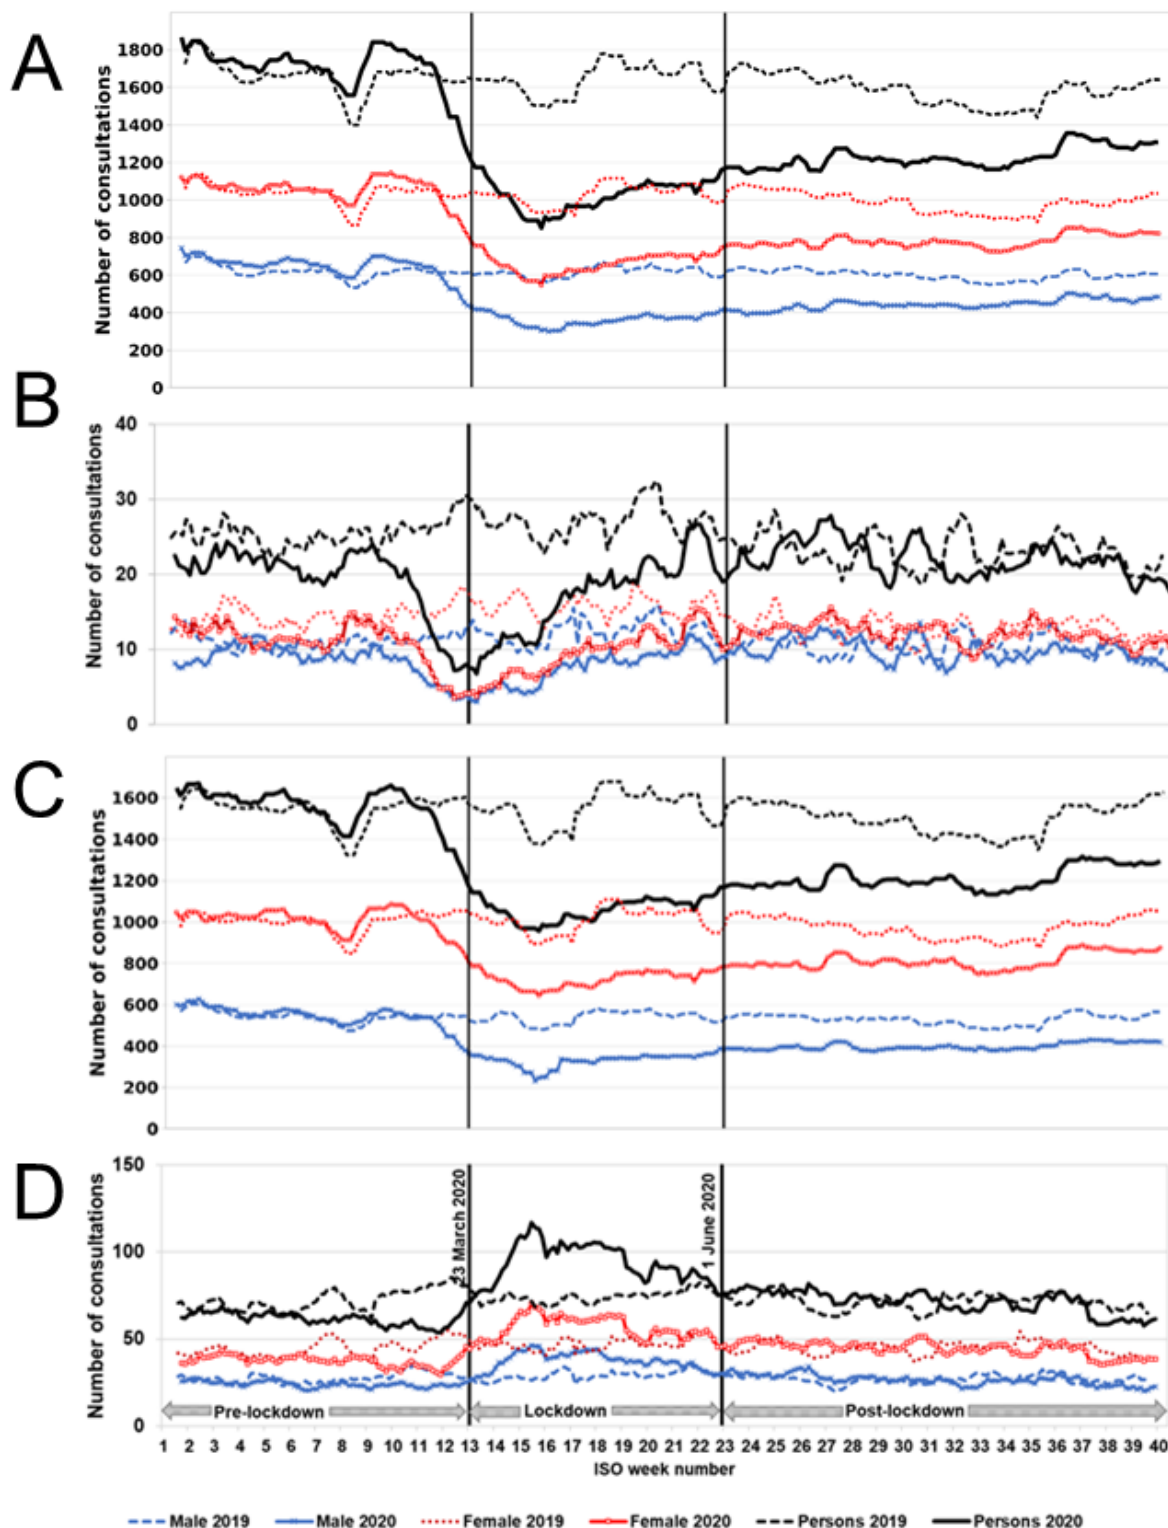 A
Number of consultations
1800
1600
1400
1200
1000
800
600
400
200
0
B
Number of consultations
40
30
20
10
0
C
Number of consultations
1600
1400
1200
1000
800
600
400
200
0
D
Number of consultations
150
100
50
0
23 March 2020
1 June 2020
Pre-lockdown Lockdown Post-lockdown
1 2 3 4 5 6 7 8 9 10 11 12 13 14 15 16 17 18 19 20 21 22 23 24 25 26 27 28 29 30 31 32 33 34 35 36 37 38 39 40
ISO week number
Male 2019 Male 2020 Female 2019 Female 2020 Persons 2019 Persons 2020